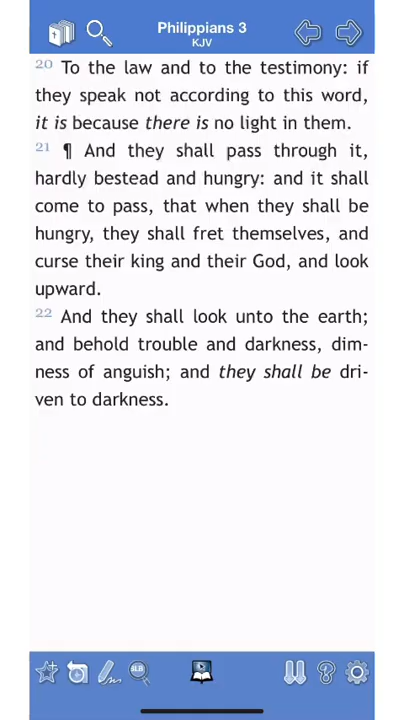 Philippians 3
KJV
20 To the law and to the testimony: if
they speak not according to this word,
it is because there is no light in them.
21 ¶ And they shall pass through it,
hardly bestead and hungry: and it shall
come to pass, that when they shall be
hungry, they shall fret themselves, and
curse their king and their God, and look
upward.
22 And they shall look unto the earth;
and behold trouble and darkness, dim-
ness of anguish; and they shall be dri-
ven to darkness.
SLB